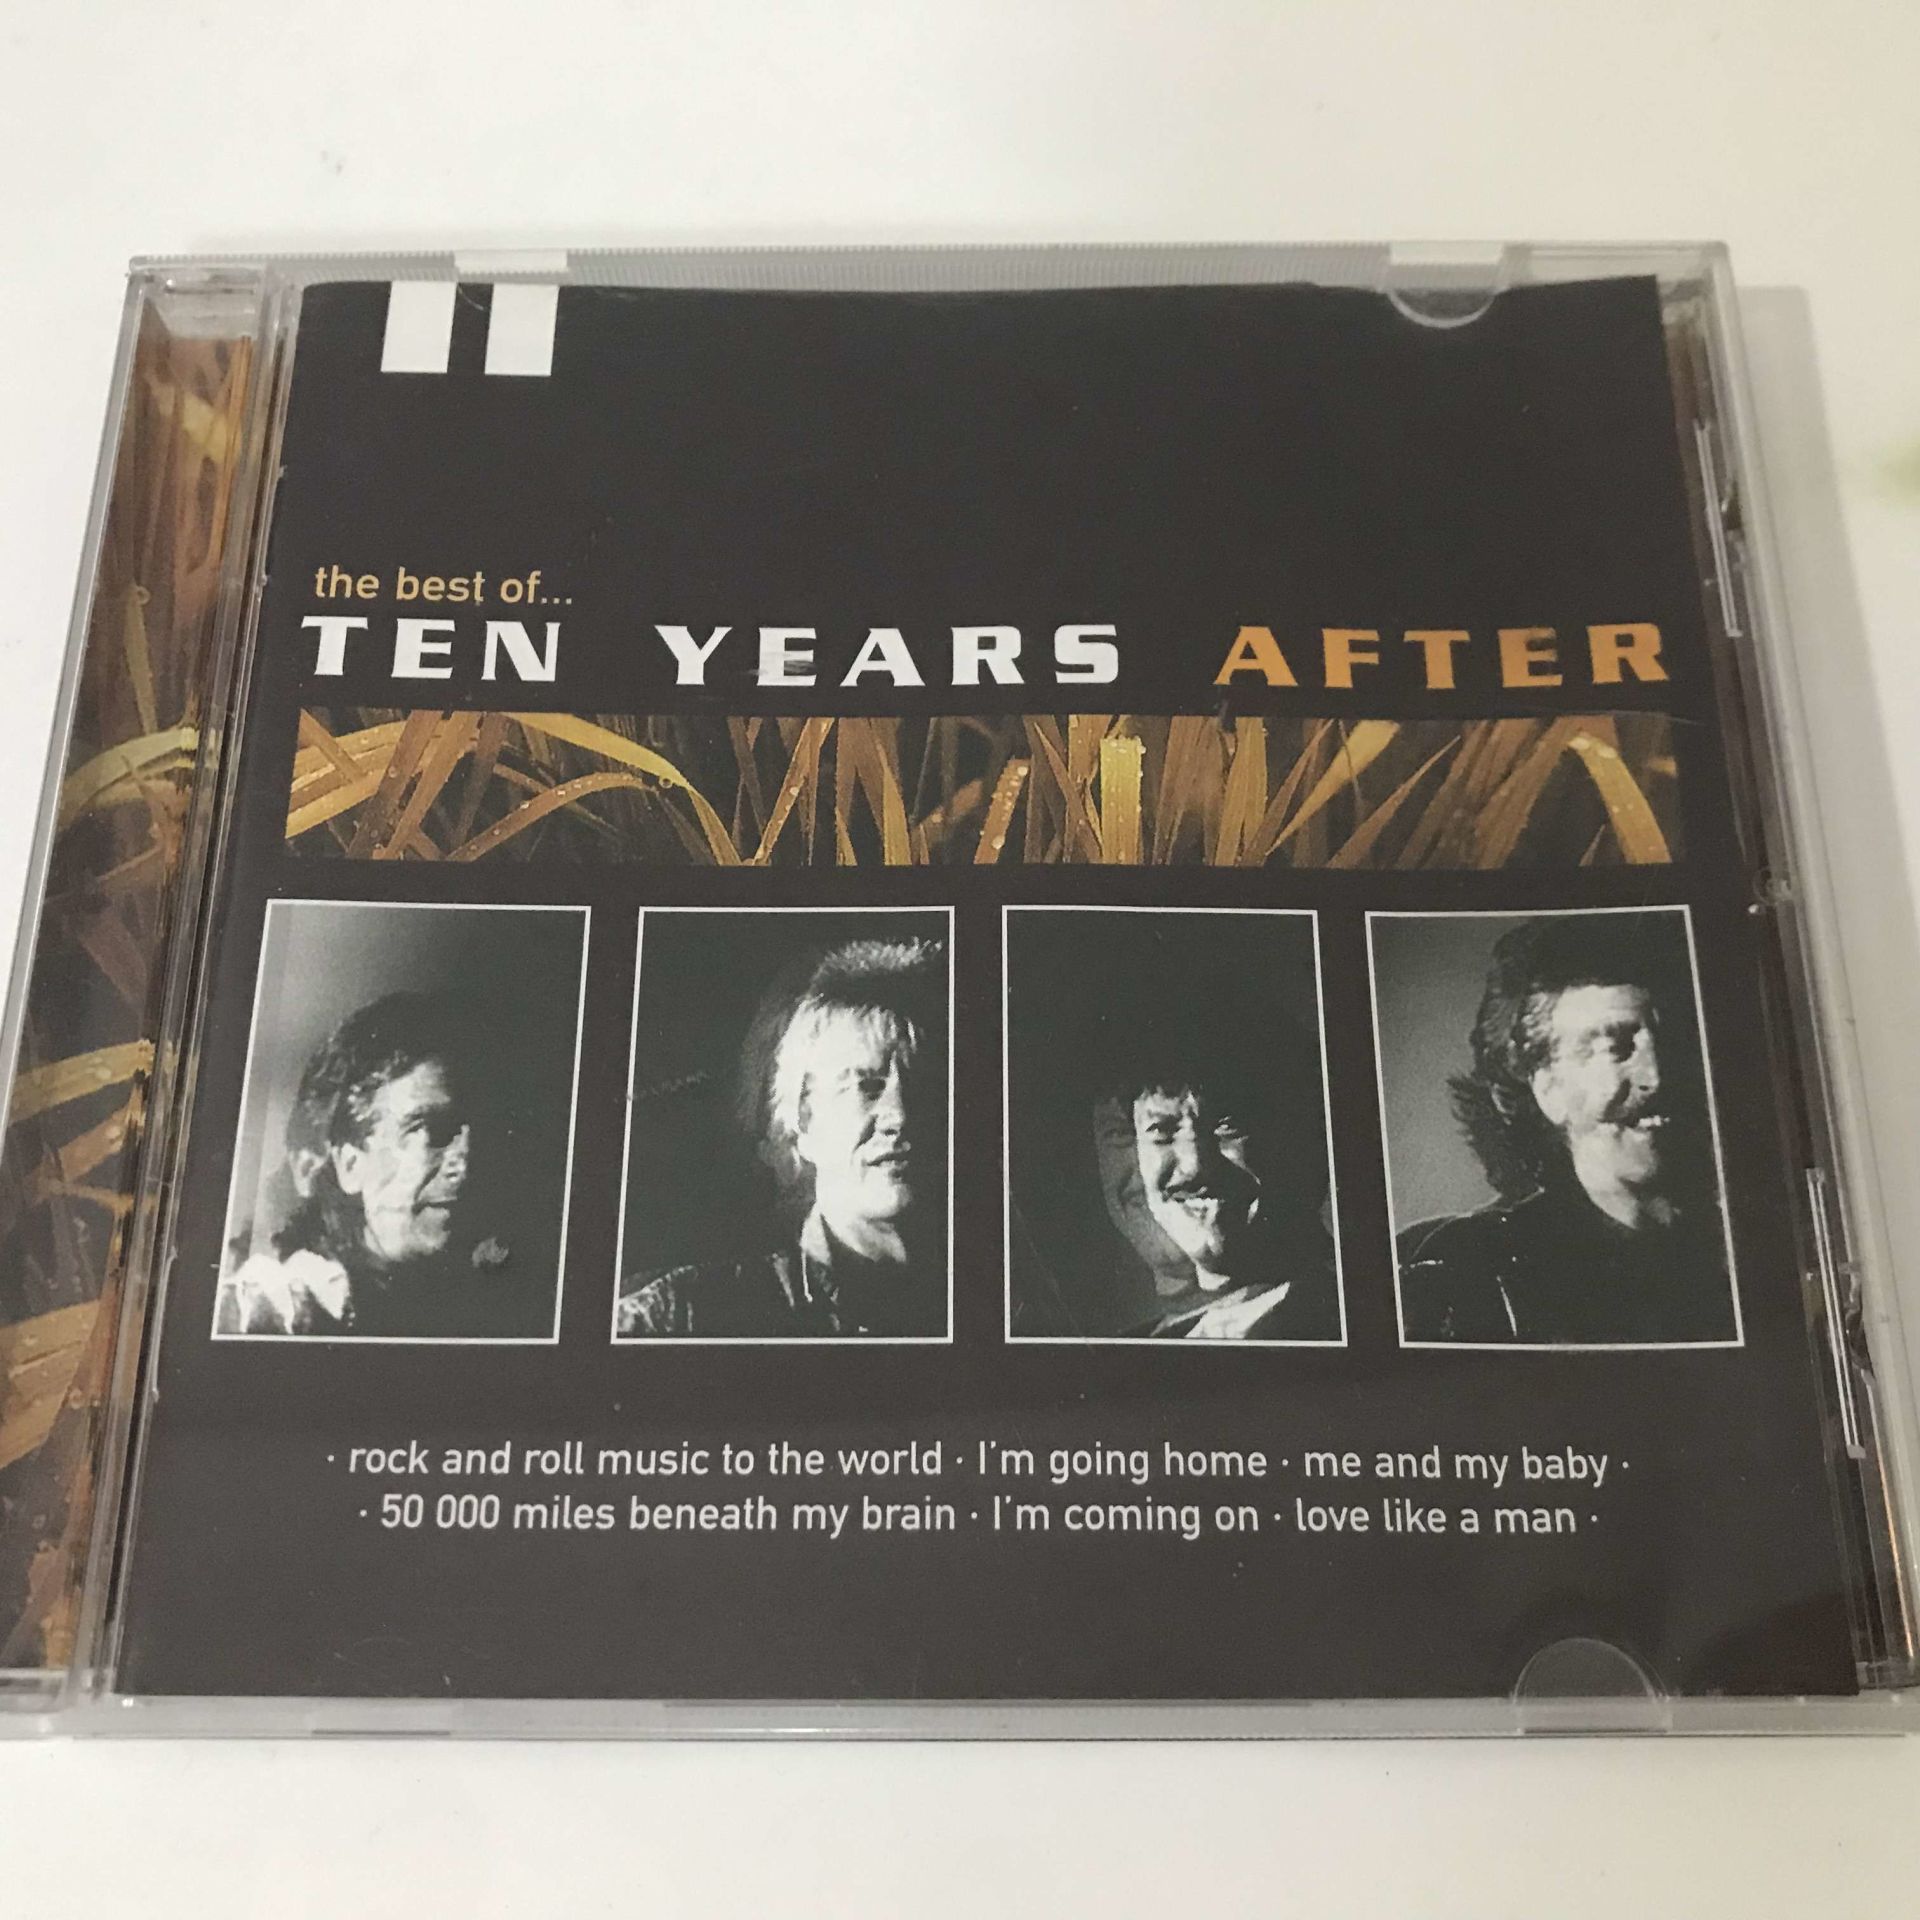 the best of...
TEN YEARS AFTER
· rock and roll music to the world · I'm going home · me and my baby ·
· 50 000 miles beneath my brain · I'm coming on · love like a man ·